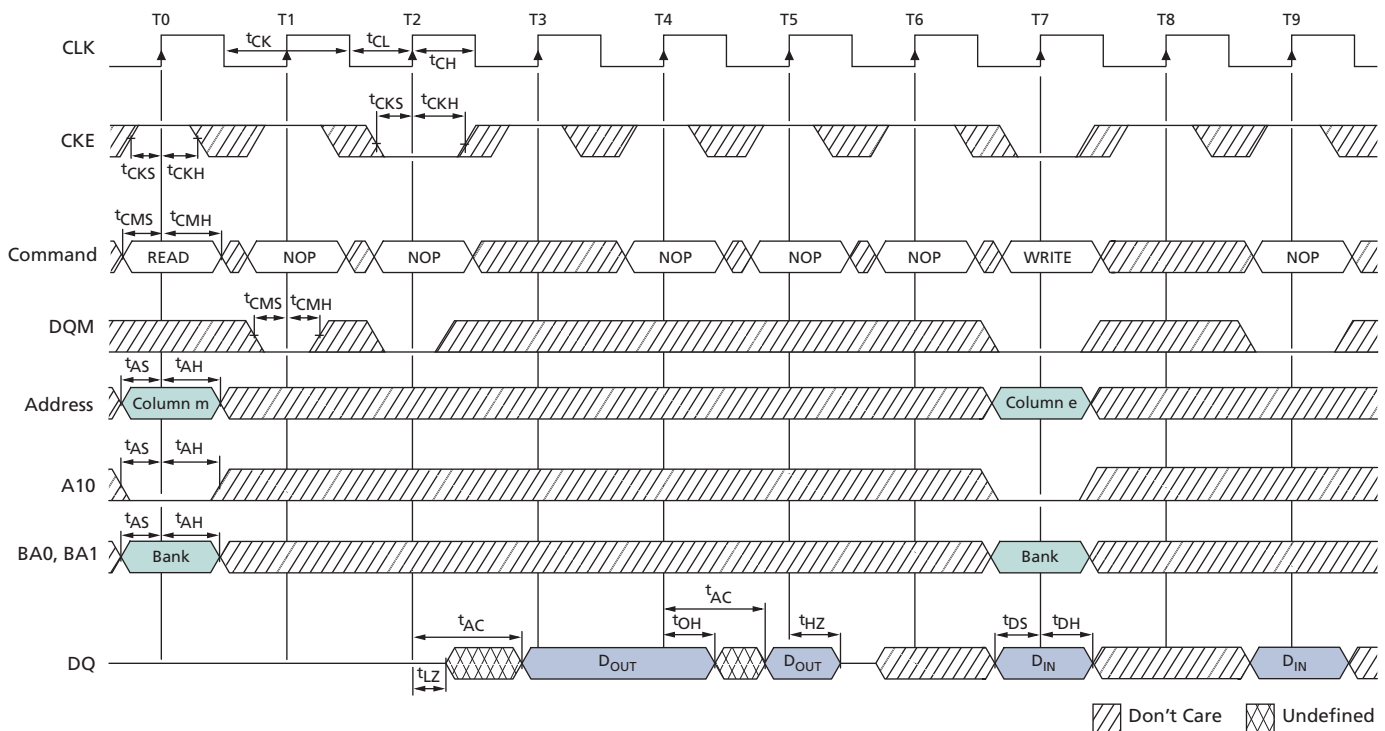 T0 T1 T2 T3 T4 T5 T6 T7 T8 T9
CLK tCK tCL tCH
tCKS tCKH
CKE
tCKS tCKH
tCMS tCMH
Command READ NOP NOP NOP NOP NOP WRITE NOP
tCMS tCMH
DQM
tAS tAH
Address Column m Column e
tAS tAH
A10
tAS tAH
BA0, BA1 Bank Bank
tAC
tAC tOH tHZ tDS tDH
DQ DOUT DOUT DIN DIN
tLZ
Don't Care Undefined